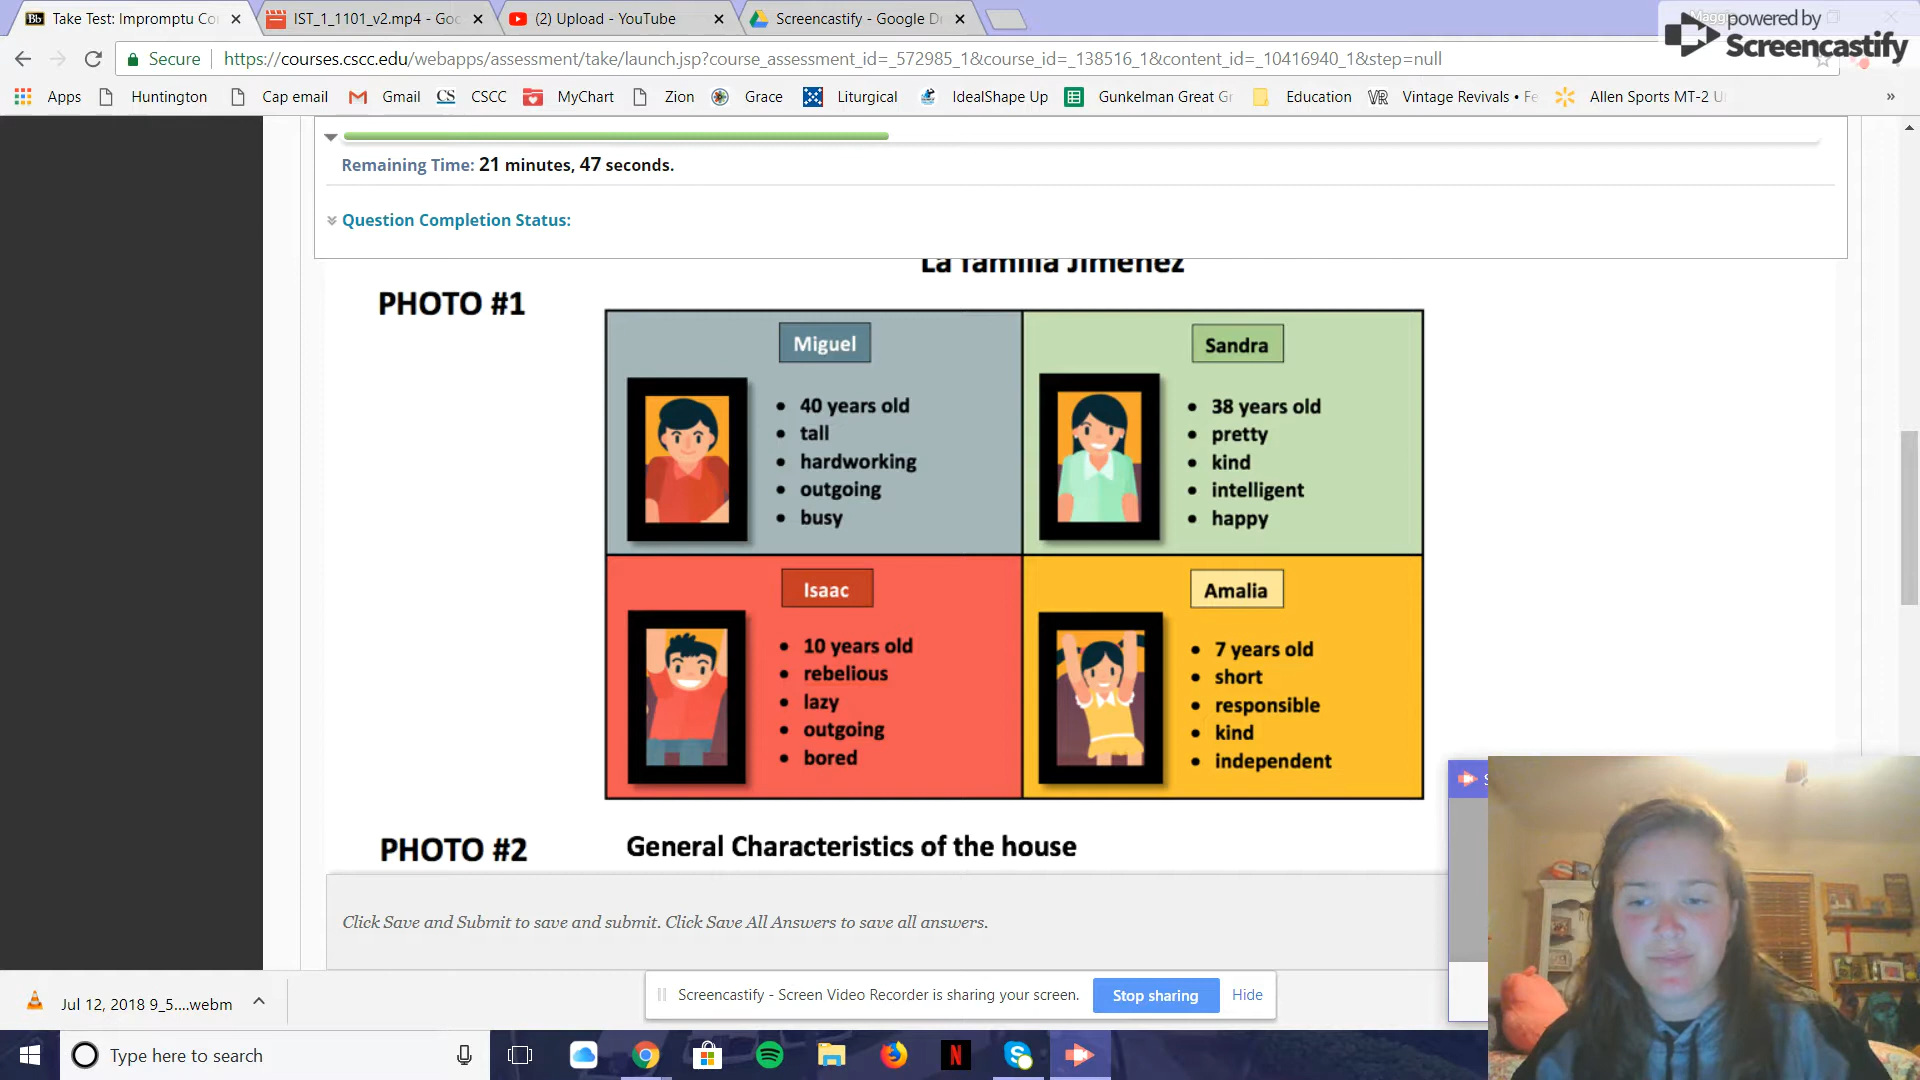 Take Test: Impromptu Co
IST_1_1101_v2.mp4 - Goo
(2) Upload - YouTube
Screencastify - Google D
powered by
Screencastify
Secure
https://courses.cscc.edu/webapps/assessment/take/launch.jsp?course_assessment_id=_572985_1&course_id=_138516_1&content_id=_10416940_1&step=null
Apps
Huntington
Cap email
Gmail
CS
CSCC
MyChart
Zion
Grace
Liturgical
IdealShape Up
Gunkelman Great Gr
Education
VR
Vintage Revivals • Fe
Allen Sports MT-2 U
»
Remaining Time: 21 minutes, 47 seconds.
Question Completion Status:
La familia Jiménez
PHOTO #1
Miguel
• 40 years old
• tall
• hardworking
• outgoing
• busy
Sandra
• 38 years old
• pretty
• kind
• intelligent
• happy
Isaac
• 10 years old
• rebelious
• lazy
• outgoing
• bored
Amalia
• 7 years old
• short
• responsible
• kind
• independent
PHOTO #2
General Characteristics of the house
Click Save and Submit to save and submit. Click Save All Answers to save all answers.
Screencastify - Screen Video Recorder is sharing your screen.
Stop sharing
Hide
Jul 12, 2018 9_5....webm
Type here to search